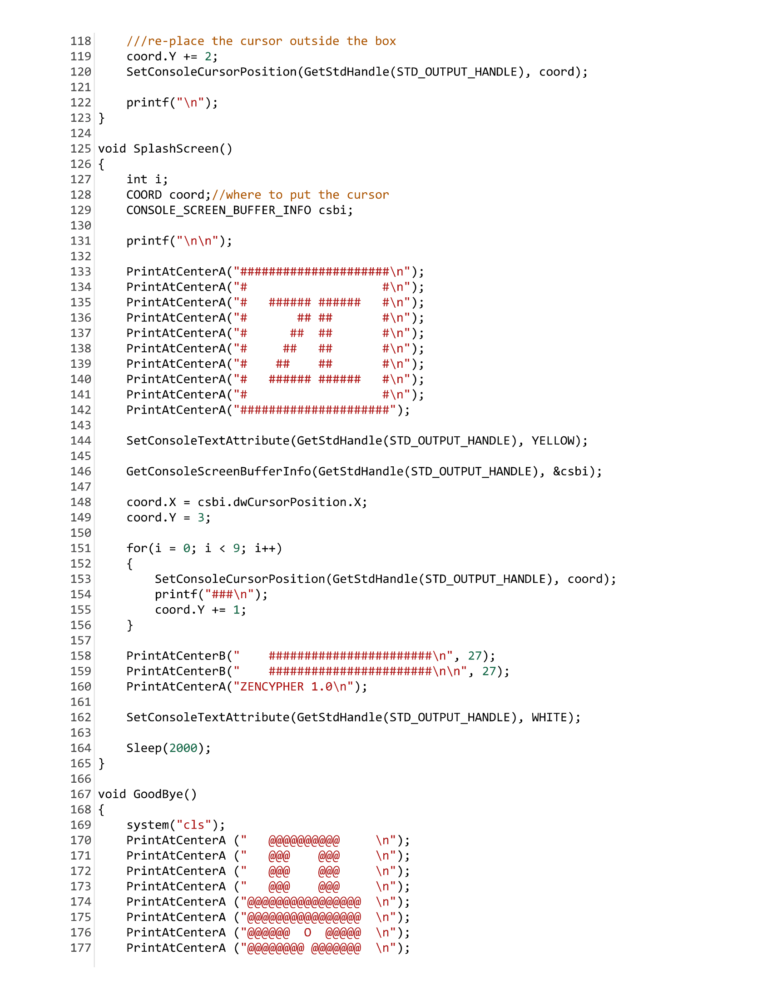 118     ///re-place the cursor outside the box
119     coord.Y += 2;
120     SetConsoleCursorPosition(GetStdHandle(STD_OUTPUT_HANDLE), coord);
121
122     printf("\n");
123 }
124
125 void SplashScreen()
126 {
127     int i;
128     COORD coord;//where to put the cursor
129     CONSOLE_SCREEN_BUFFER_INFO csbi;
130
131     printf("\n\n");
132
133     PrintAtCenterA("#####################\n");
134     PrintAtCenterA("#                   #\n");
135     PrintAtCenterA("#   ###### ######   #\n");
136     PrintAtCenterA("#       ## ##       #\n");
137     PrintAtCenterA("#      ##  ##       #\n");
138     PrintAtCenterA("#     ##   ##       #\n");
139     PrintAtCenterA("#    ##    ##       #\n");
140     PrintAtCenterA("#   ###### ######   #\n");
141     PrintAtCenterA("#                   #\n");
142     PrintAtCenterA("#####################");
143
144     SetConsoleTextAttribute(GetStdHandle(STD_OUTPUT_HANDLE), YELLOW);
145
146     GetConsoleScreenBufferInfo(GetStdHandle(STD_OUTPUT_HANDLE), &csbi);
147
148     coord.X = csbi.dwCursorPosition.X;
149     coord.Y = 3;
150
151     for(i = 0; i < 9; i++)
152     {
153         SetConsoleCursorPosition(GetStdHandle(STD_OUTPUT_HANDLE), coord);
154         printf("###\n");
155         coord.Y += 1;
156     }
157
158     PrintAtCenterB("    #######################\n", 27);
159     PrintAtCenterB("    #######################\n\n", 27);
160     PrintAtCenterA("ZENCYPHER 1.0\n");
161
162     SetConsoleTextAttribute(GetStdHandle(STD_OUTPUT_HANDLE), WHITE);
163
164     Sleep(2000);
165 }
166
167 void GoodBye()
168 {
169     system("cls");
170     PrintAtCenterA ("   @@@@@@@@@@     \n");
171     PrintAtCenterA ("   @@@    @@@     \n");
172     PrintAtCenterA ("   @@@    @@@     \n");
173     PrintAtCenterA ("   @@@    @@@     \n");
174     PrintAtCenterA ("@@@@@@@@@@@@@@@@  \n");
175     PrintAtCenterA ("@@@@@@@@@@@@@@@@  \n");
176     PrintAtCenterA ("@@@@@@  O  @@@@@  \n");
177     PrintAtCenterA ("@@@@@@@@ @@@@@@@  \n");